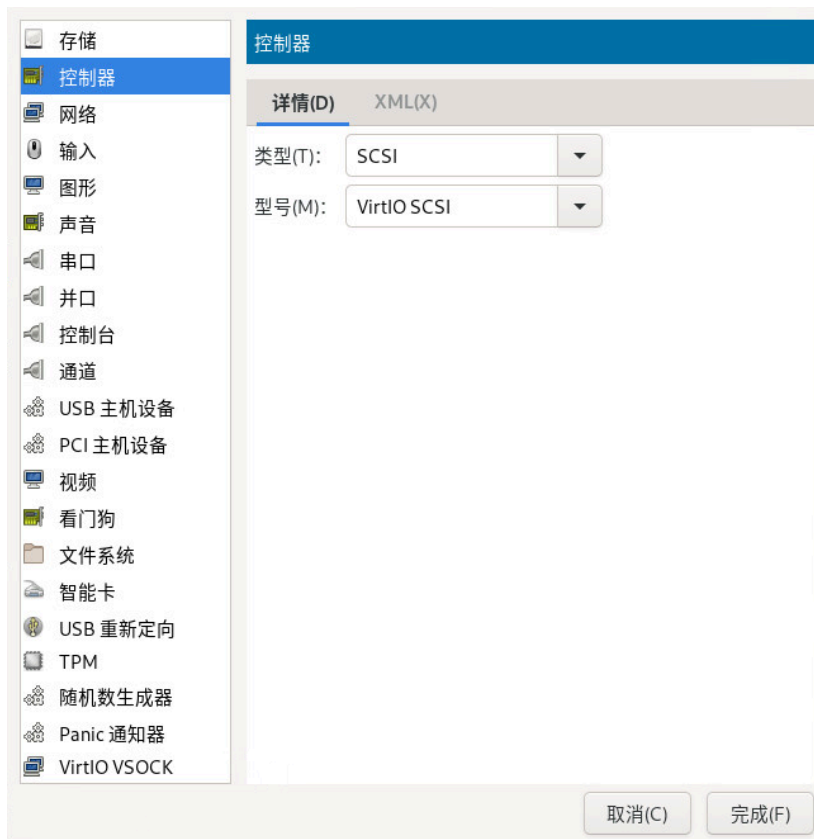 存储
控制器
网络
输入
图形
声音
串口
并口
控制台
通道
USB 主机设备
PCI 主机设备
视频
看门狗
文件系统
智能卡
USB 重新定向
TPM
随机数生成器
Panic 通知器
VirtIO VSOCK
控制器
详情(D) XML(X)
类型(T): SCSI
型号(M): VirtIO SCSI
取消(C) 完成(F)